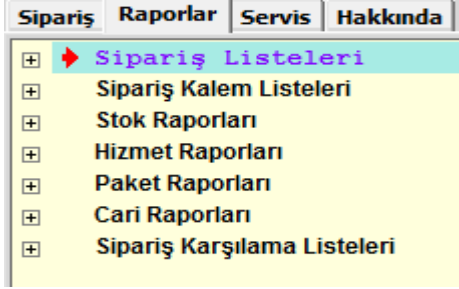 Sipariş Raporlar Servis Hakkında
Sipariş Listeleri
Sipariş Kalem Listeleri
Stok Raporları
Hizmet Raporları
Paket Raporları
Cari Raporları
Sipariş Karşılama Listeleri